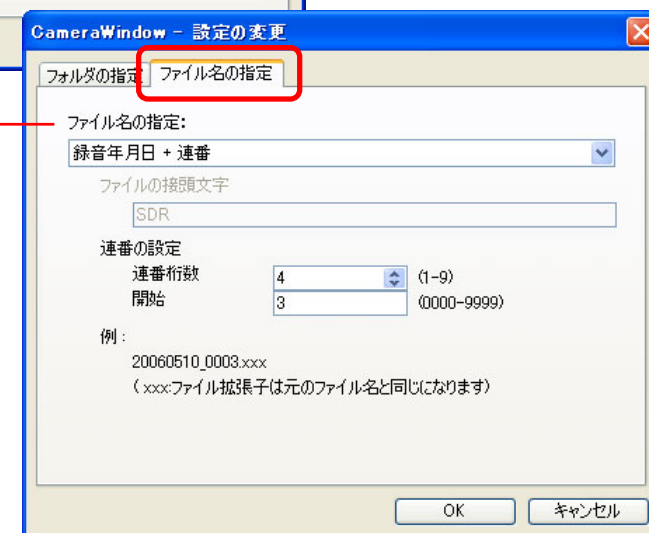 CameraWindow - 設定の変更
フォルダの指定 ファイル名の指定
ファイル名の指定:
録音年月日 + 連番
ファイルの接頭文字
SDR
連番の設定
連番桁数 4 (1-9)
開始 3 (0000-9999)
例 :
20060510_0003.xxx
( xxx:ファイル拡張子は元のファイル名と同じになります)
OK キャンセル